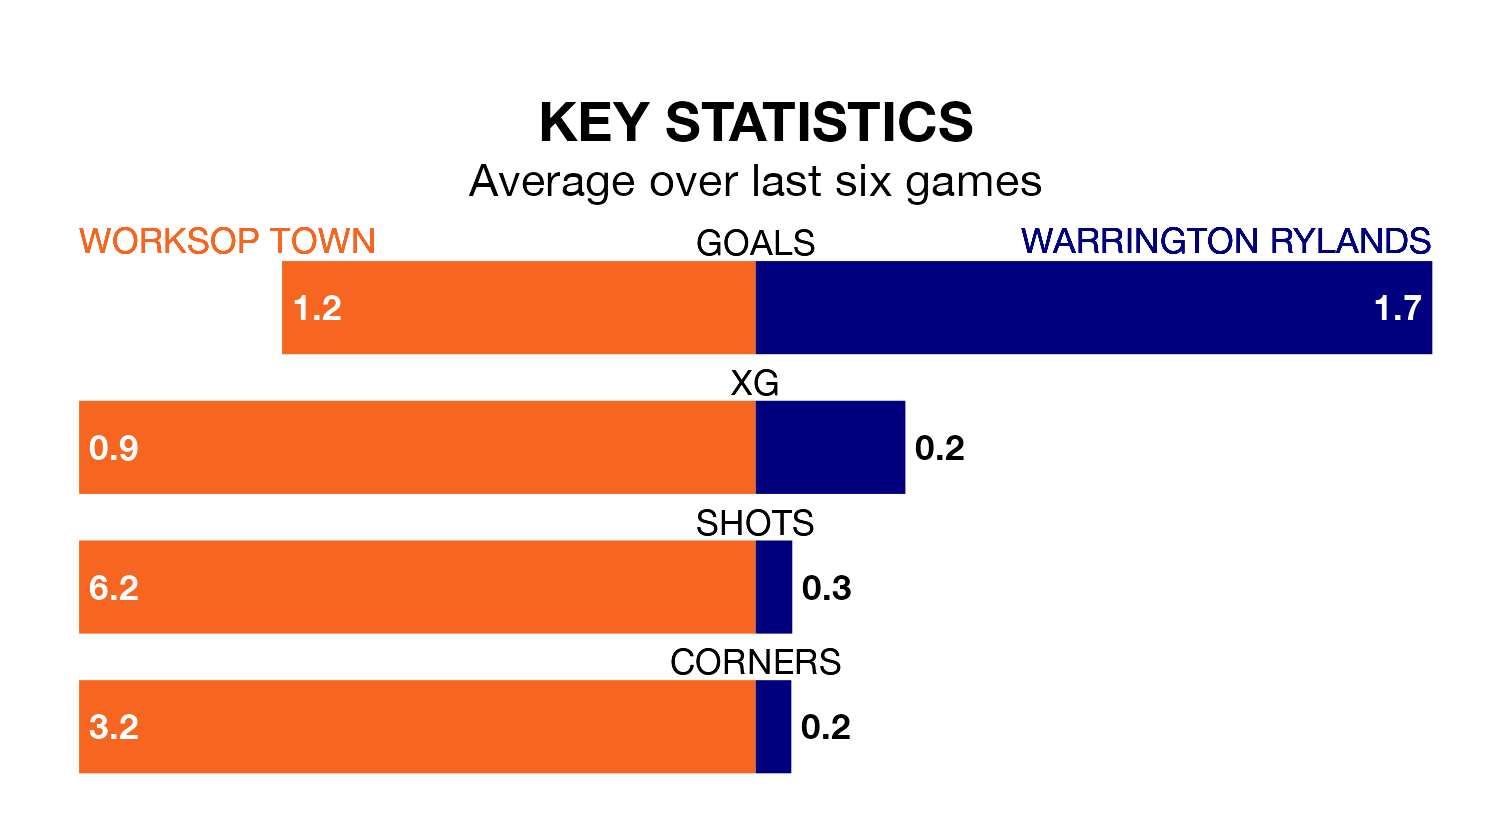 KEY STATISTICS
Average over last six games
WORKSOP TOWN GOALS WARRINGTON RYLANDS
1.2 1.7
XG
0.9 0.2
SHOTS
6.2 0.3
CORNERS
3.2 0.2